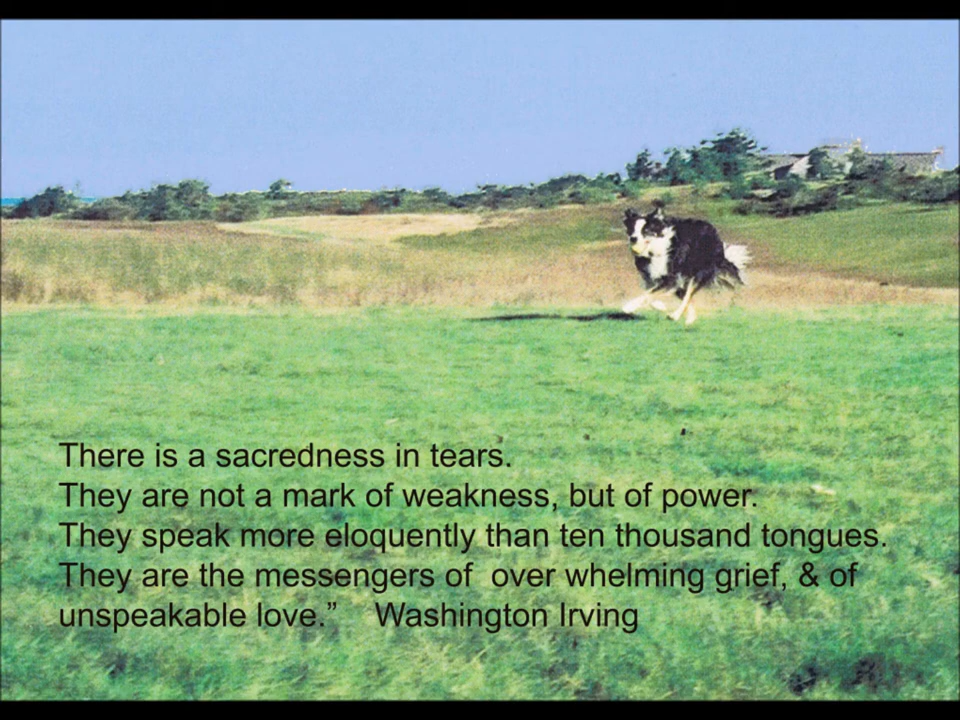 There is a sacredness in tears.
They are not a mark of weakness, but of power.
They speak more eloquently than ten thousand tongues.
They are the messengers of  over whelming grief, & of
unspeakable love.”    Washington Irving